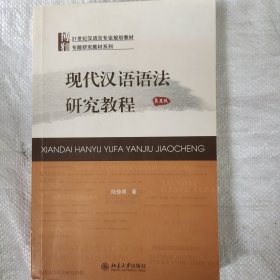 21世纪汉语言专业规划教材
专题研究教材系列
现代汉语语法
研究教程
第五版
XIANDAI HANYU YUFA YANJIU JIAOCHENG
陆俭明 著
北京大学出版社